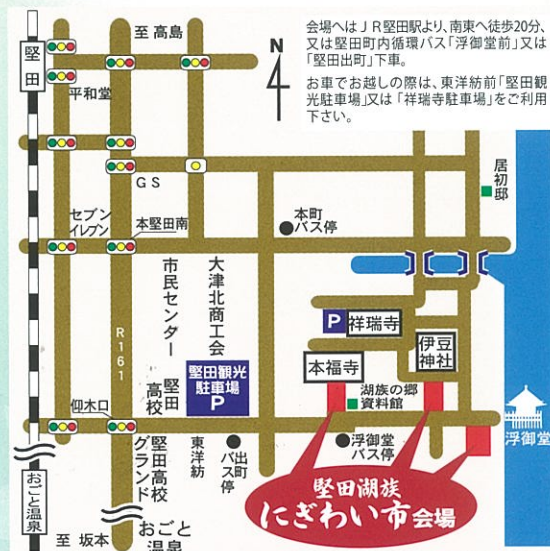 会場へはＪＲ堅田駅より、南東へ徒歩20分、
又は堅田町内循環バス「浮御堂前」又は
「堅田出町」下車。
お車でお越しの際は、東洋紡前「堅田観
光駐車場」又は「祥瑞寺駐車場」をご利用
下さい。
至 高島
N
堅田
平和堂
GS
居初邸
セブン
イレブン
本堅田南
本町
バス停
R161
市民センター
大津北商工会
P
祥瑞寺
伊豆
神社
本福寺
堅田観光
駐車場
P
堅田
高校
湖族の郷
資料館
仰木口
堅田高校
グランド
東洋紡
出町
バス停
浮御堂
バス停
浮御堂
堅田湖族
にぎわい市会場
おごと温泉
至 坂本
おごと
温泉